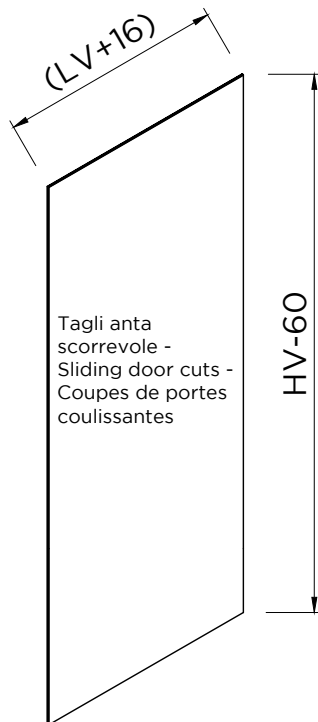 (LV+16)
Tagli anta
scorrevole -
Sliding door cuts -
Coupes de portes
coulissantes
HV-60